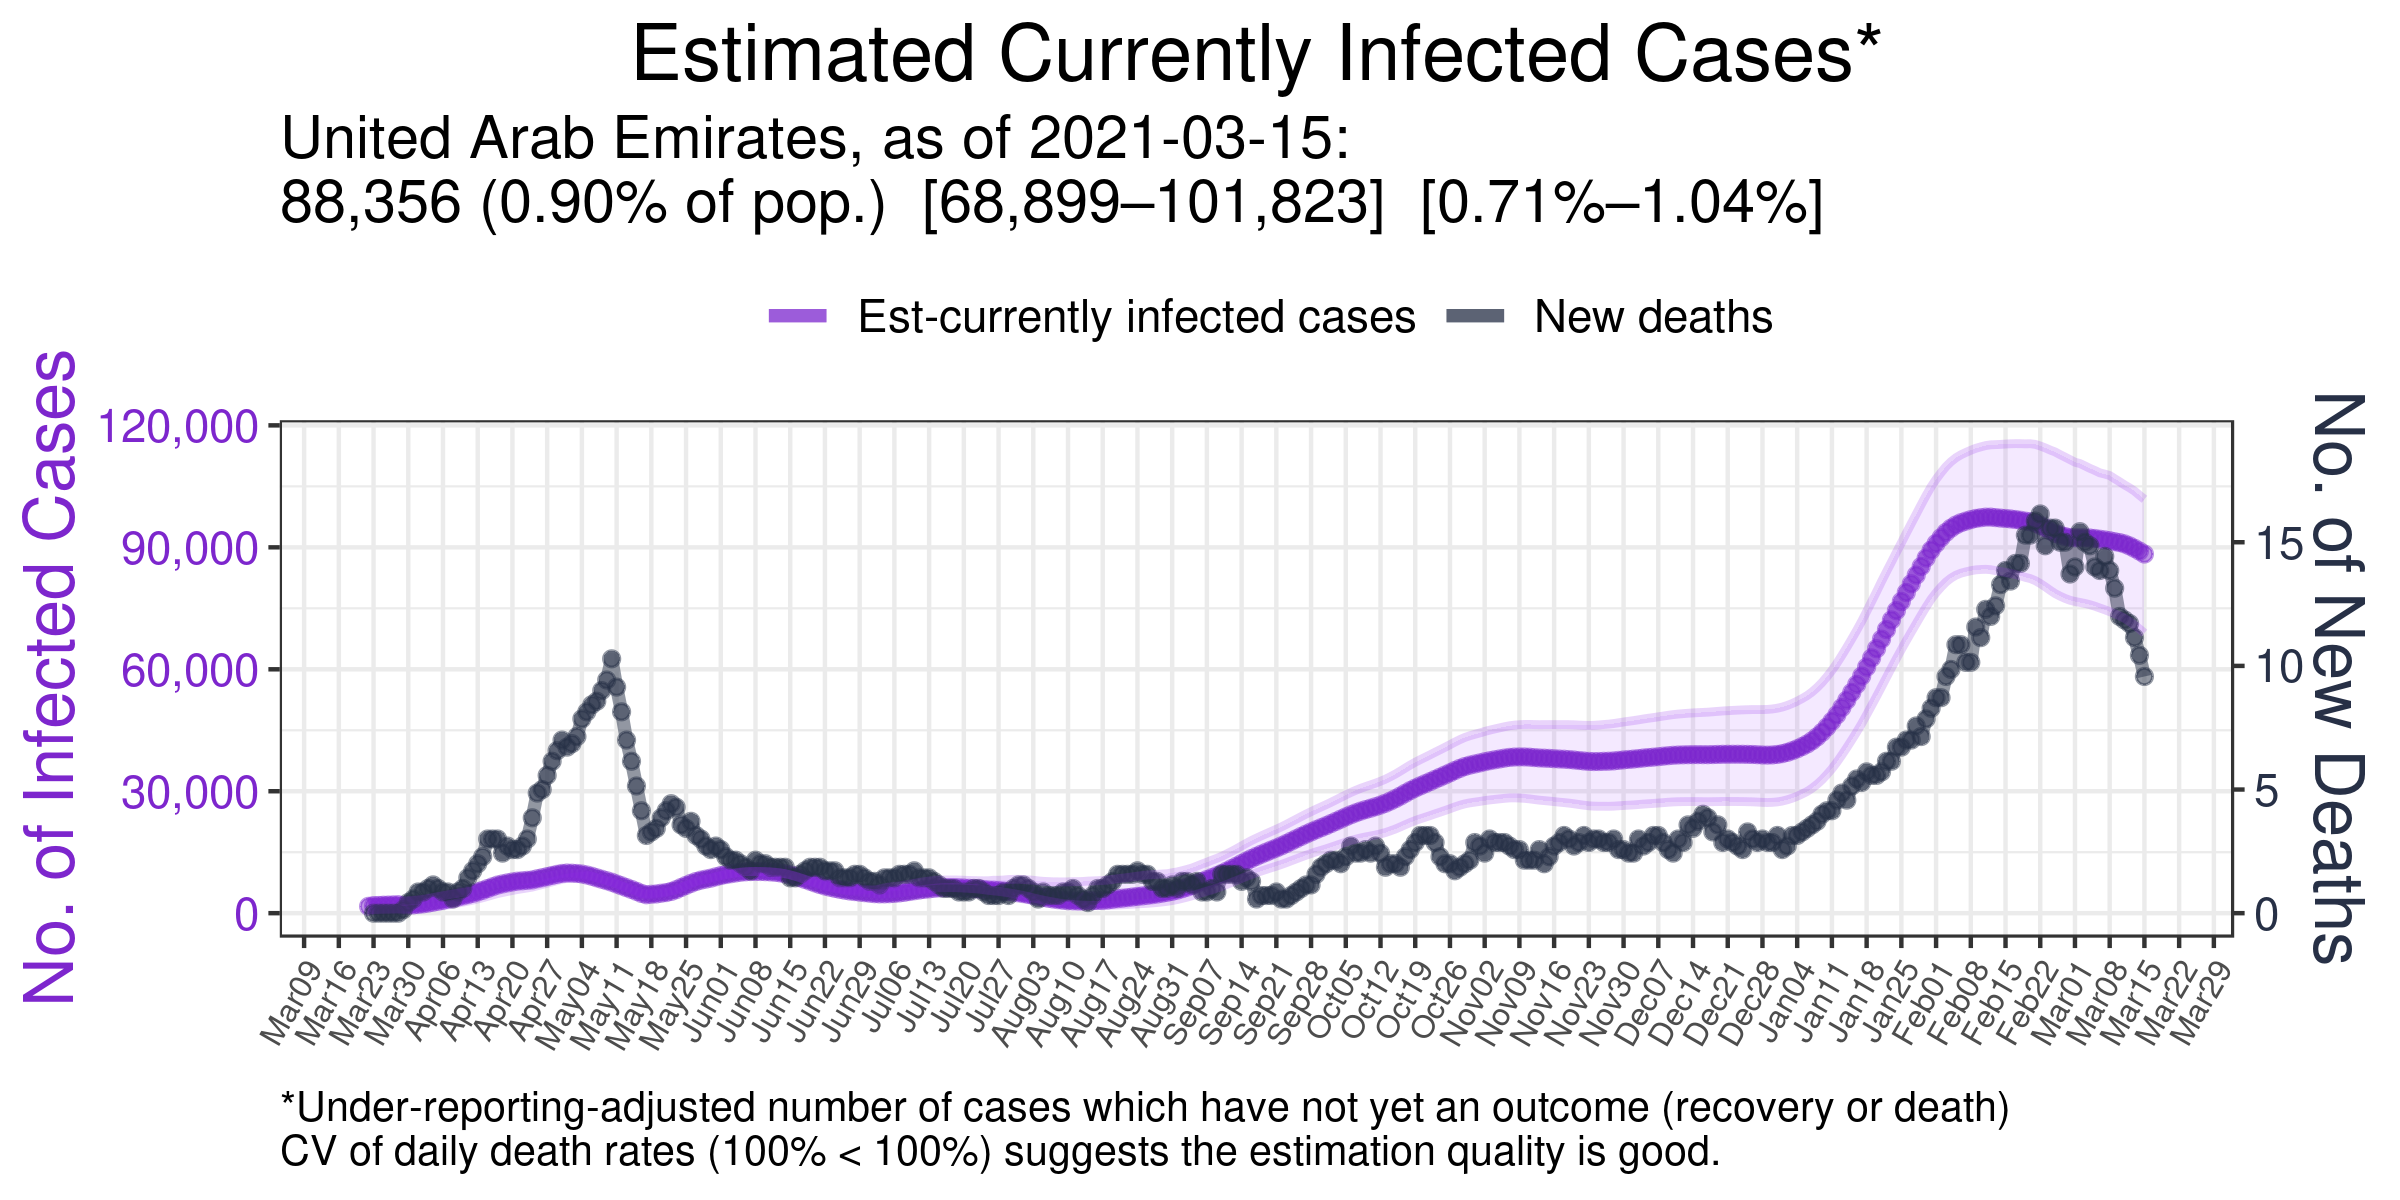 Estimated Currently Infected Cases*
United Arab Emirates, as of 2021-03-15:
88,356 (0.90% of pop.) [68,899–101,823] [0.71%–1.04%]
Est-currently infected cases New deaths
No. of Infected Cases
120,000
90,000
60,000
30,000
0
No. of New Deaths
15
10
5
0
Mar09 Mar16 Mar23 Mar30 Apr06 Apr13 Apr20 Apr27 May04 May11 May18 May25 Jun01 Jun08 Jun15 Jun22 Jun29 Jul06 Jul13 Jul20 Jul27 Aug03 Aug10 Aug17 Aug24 Aug31 Sep07 Sep14 Sep21 Sep28 Oct05 Oct12 Oct19 Oct26 Nov02 Nov09 Nov16 Nov23 Nov30 Dec07 Dec14 Dec21 Dec28 Jan04 Jan11 Jan18 Jan25 Feb01 Feb08 Feb15 Feb22 Mar01 Mar08 Mar15 Mar22 Mar29
*Under-reporting-adjusted number of cases which have not yet an outcome (recovery or death)
CV of daily death rates (100% < 100%) suggests the estimation quality is good.